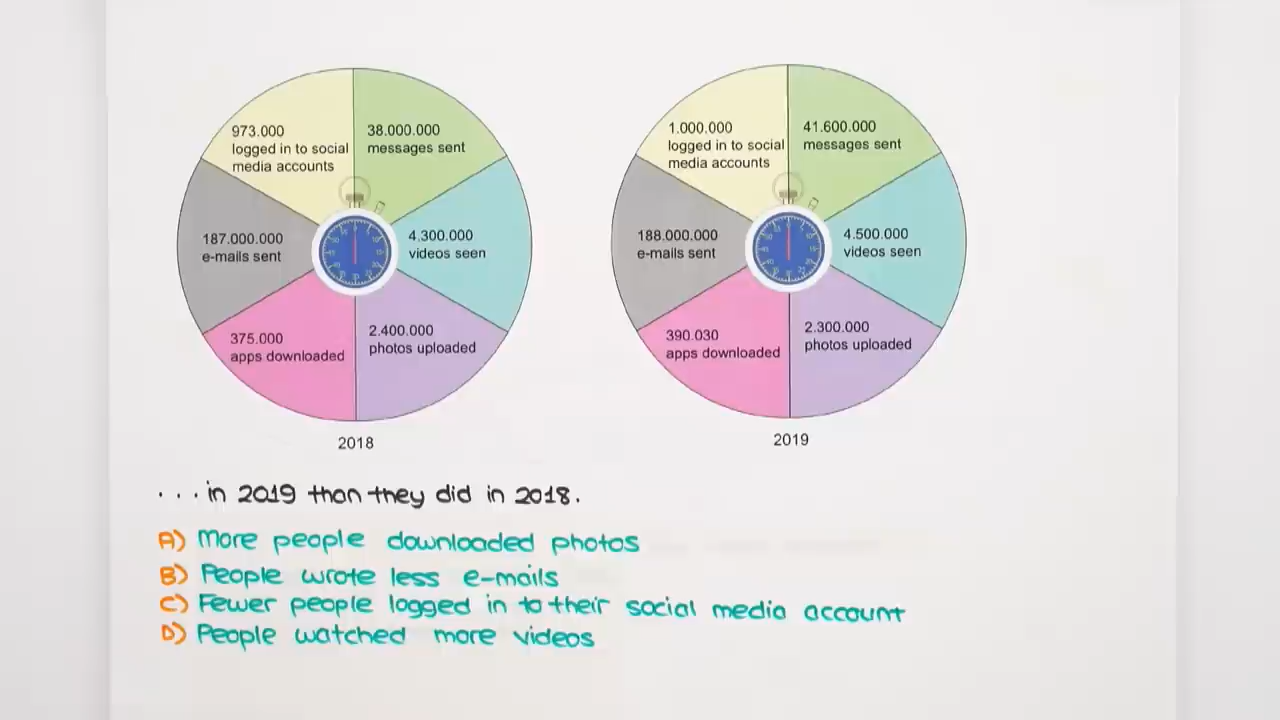 973.000
logged in to social
media accounts
38.000.000
messages sent
187.000.000
e-mails sent
4.300.000
videos seen
375.000
apps downloaded
2.400.000
photos uploaded
2018
1.000.000
logged in to social
media accounts
41.600.000
messages sent
188.000.000
e-mails sent
4.500.000
videos seen
390.030
apps downloaded
2.300.000
photos uploaded
2019
...in 2019 than they did in 2018.
A) More people downloaded photos
B) People wrote less e-mails
C) Fewer people logged in to their social media account
D) People watched more videos